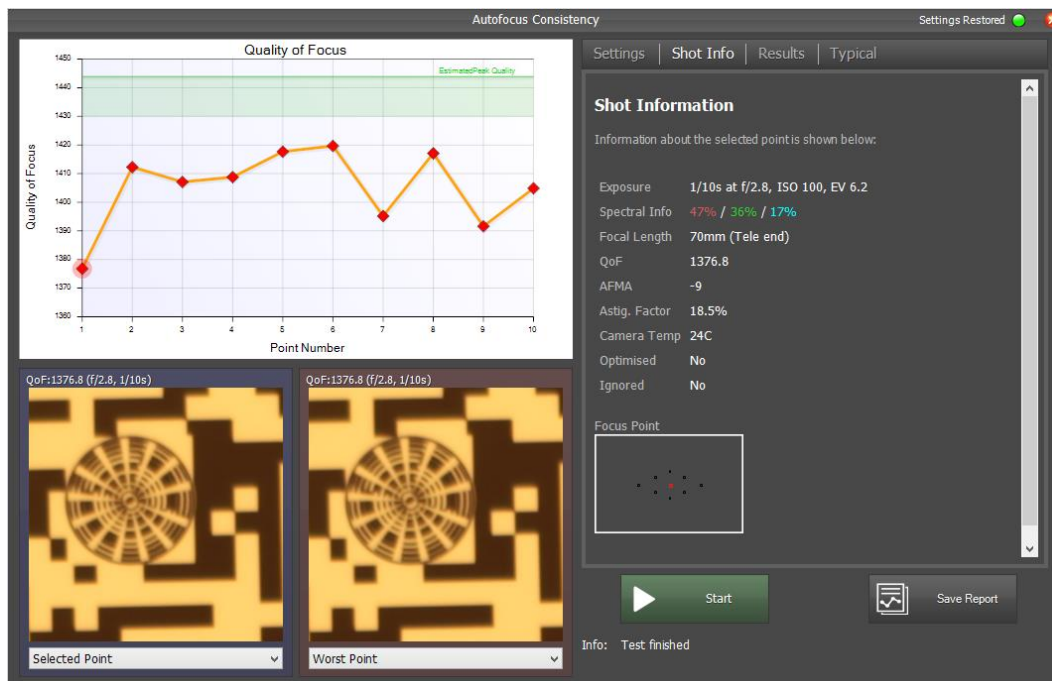 Autofocus Consistency
Settings Restored
Quality of Focus
1450
1440
1430
1420
1410
1400
1390
1380
1370
1360
EstimatedPeak Quality
Quality of Focus
1 2 3 4 5 6 7 8 9 10
Point Number
QoF:1376.8 (f/2.8, 1/10s)
Selected Point
QoF:1376.8 (f/2.8, 1/10s)
Worst Point
Settings Shot Info Results Typical
Shot Information
Information about the selected point is shown below:
Exposure 1/10s at f/2.8, ISO 100, EV 6.2
Spectral Info 47% / 36% / 17%
Focal Length 70mm (Tele end)
QoF 1376.8
AFMA -9
Astig. Factor 18.5%
Camera Temp 24C
Optimised No
Ignored No
Focus Point
Start
Save Report
Info: Test finished